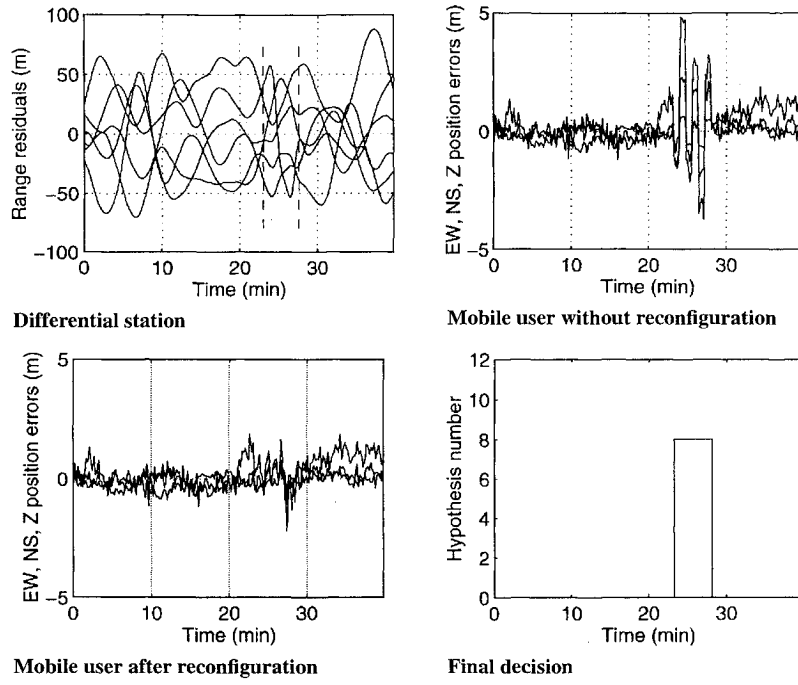 100
50
0
−50
−100
Range residuals (m)
0 10 20 30
Time (min)
Differential station
5
0
−5
EW, NS, Z position errors (m)
0 10 20 30
Time (min)
Mobile user without reconfiguration
5
0
−5
EW, NS, Z position errors (m)
0 10 20 30
Time (min)
Mobile user after reconfiguration
12
10
8
6
4
2
0
Hypothesis number
0 10 20 30
Time (min)
Final decision